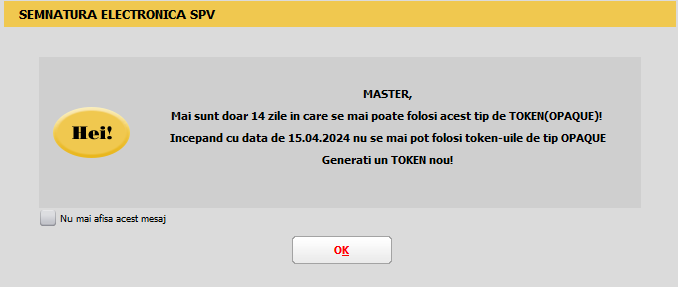 SEMNATURA ELECTRONICA SPV
MASTER,
Mai sunt doar 14 zile in care se mai poate folosi acest tip de TOKEN(OPAQUE)!
Hei!
Incepand cu data de 15.04.2024 nu se mai pot folosi token-uile de tip OPAQUE
Generati un TOKEN nou!
Nu mai afisa acest mesaj
OK